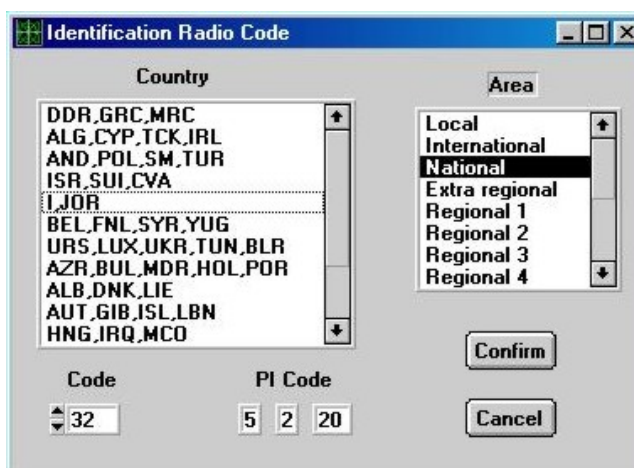 Identification Radio Code
Country
DDR,GRC,MRC
ALG,CYP,TCK,IRL
AND,POL,SM,TUR
ISR,SUI,CVA
I,JOR
BEL,FNL,SYR,YUG
URS,LUX,UKR,TUN,BLR
AZR,BUL,MDR,HOL,POR
ALB,DNK,LIE
AUT,GIB,ISL,LBN
HNG,IRQ,MCO
Area
Local
International
National
Extra regional
Regional 1
Regional 2
Regional 3
Regional 4
Code
32
PI Code
5 2 20
Confirm
Cancel